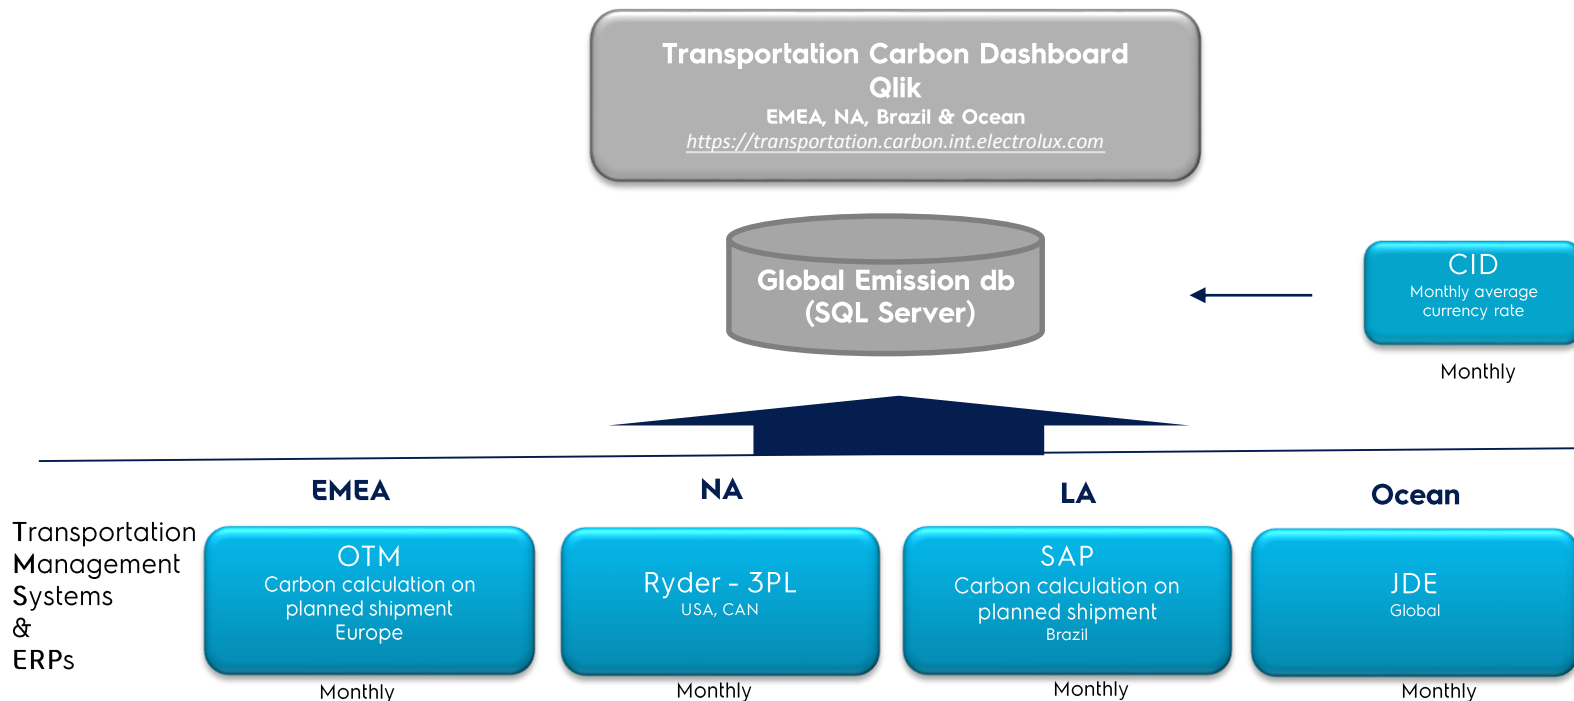 Transportation Carbon Dashboard
Qlik
EMEA, NA, Brazil & Ocean
https://transportation.carbon.int.electrolux.com
Global Emission db
(SQL Server)
CID
Monthly average
currency rate
Monthly
EMEA
NA
LA
Ocean
Transportation
Management
Systems
&
ERPs
OTM
Carbon calculation on
planned shipment
Europe
Monthly
Ryder - 3PL
USA, CAN
Monthly
SAP
Carbon calculation on
planned shipment
Brazil
Monthly
JDE
Global
Monthly